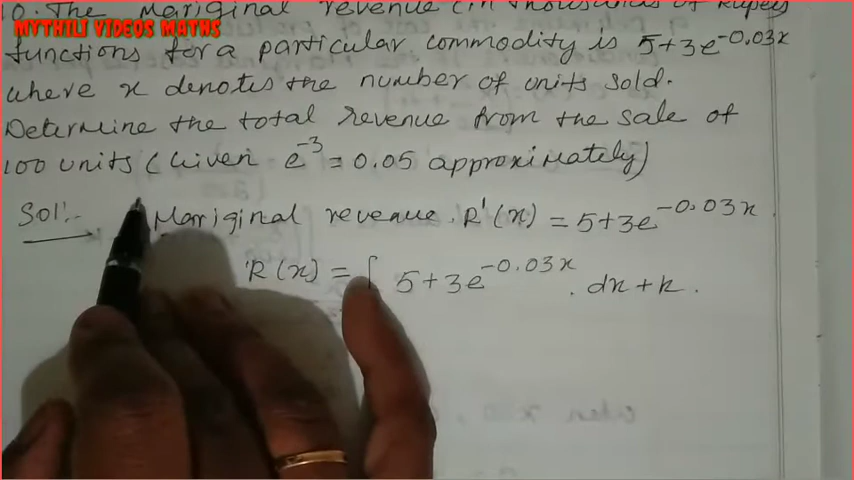 10. The Mariginal revenue (in thousands of Rupees
MYTHILI VIDEOS MATHS
functions for a particular commodity is 5+3e^-0.03x
where x denotes the number of units sold.
Determine the total revenue from the sale of
100 units (Given e^-3 = 0.05 approximately)
Sol:- Mariginal revenue. R'(x) = 5+3e^-0.03x.
R(x) = ∫ 5+3e^-0.03x . dx + k.